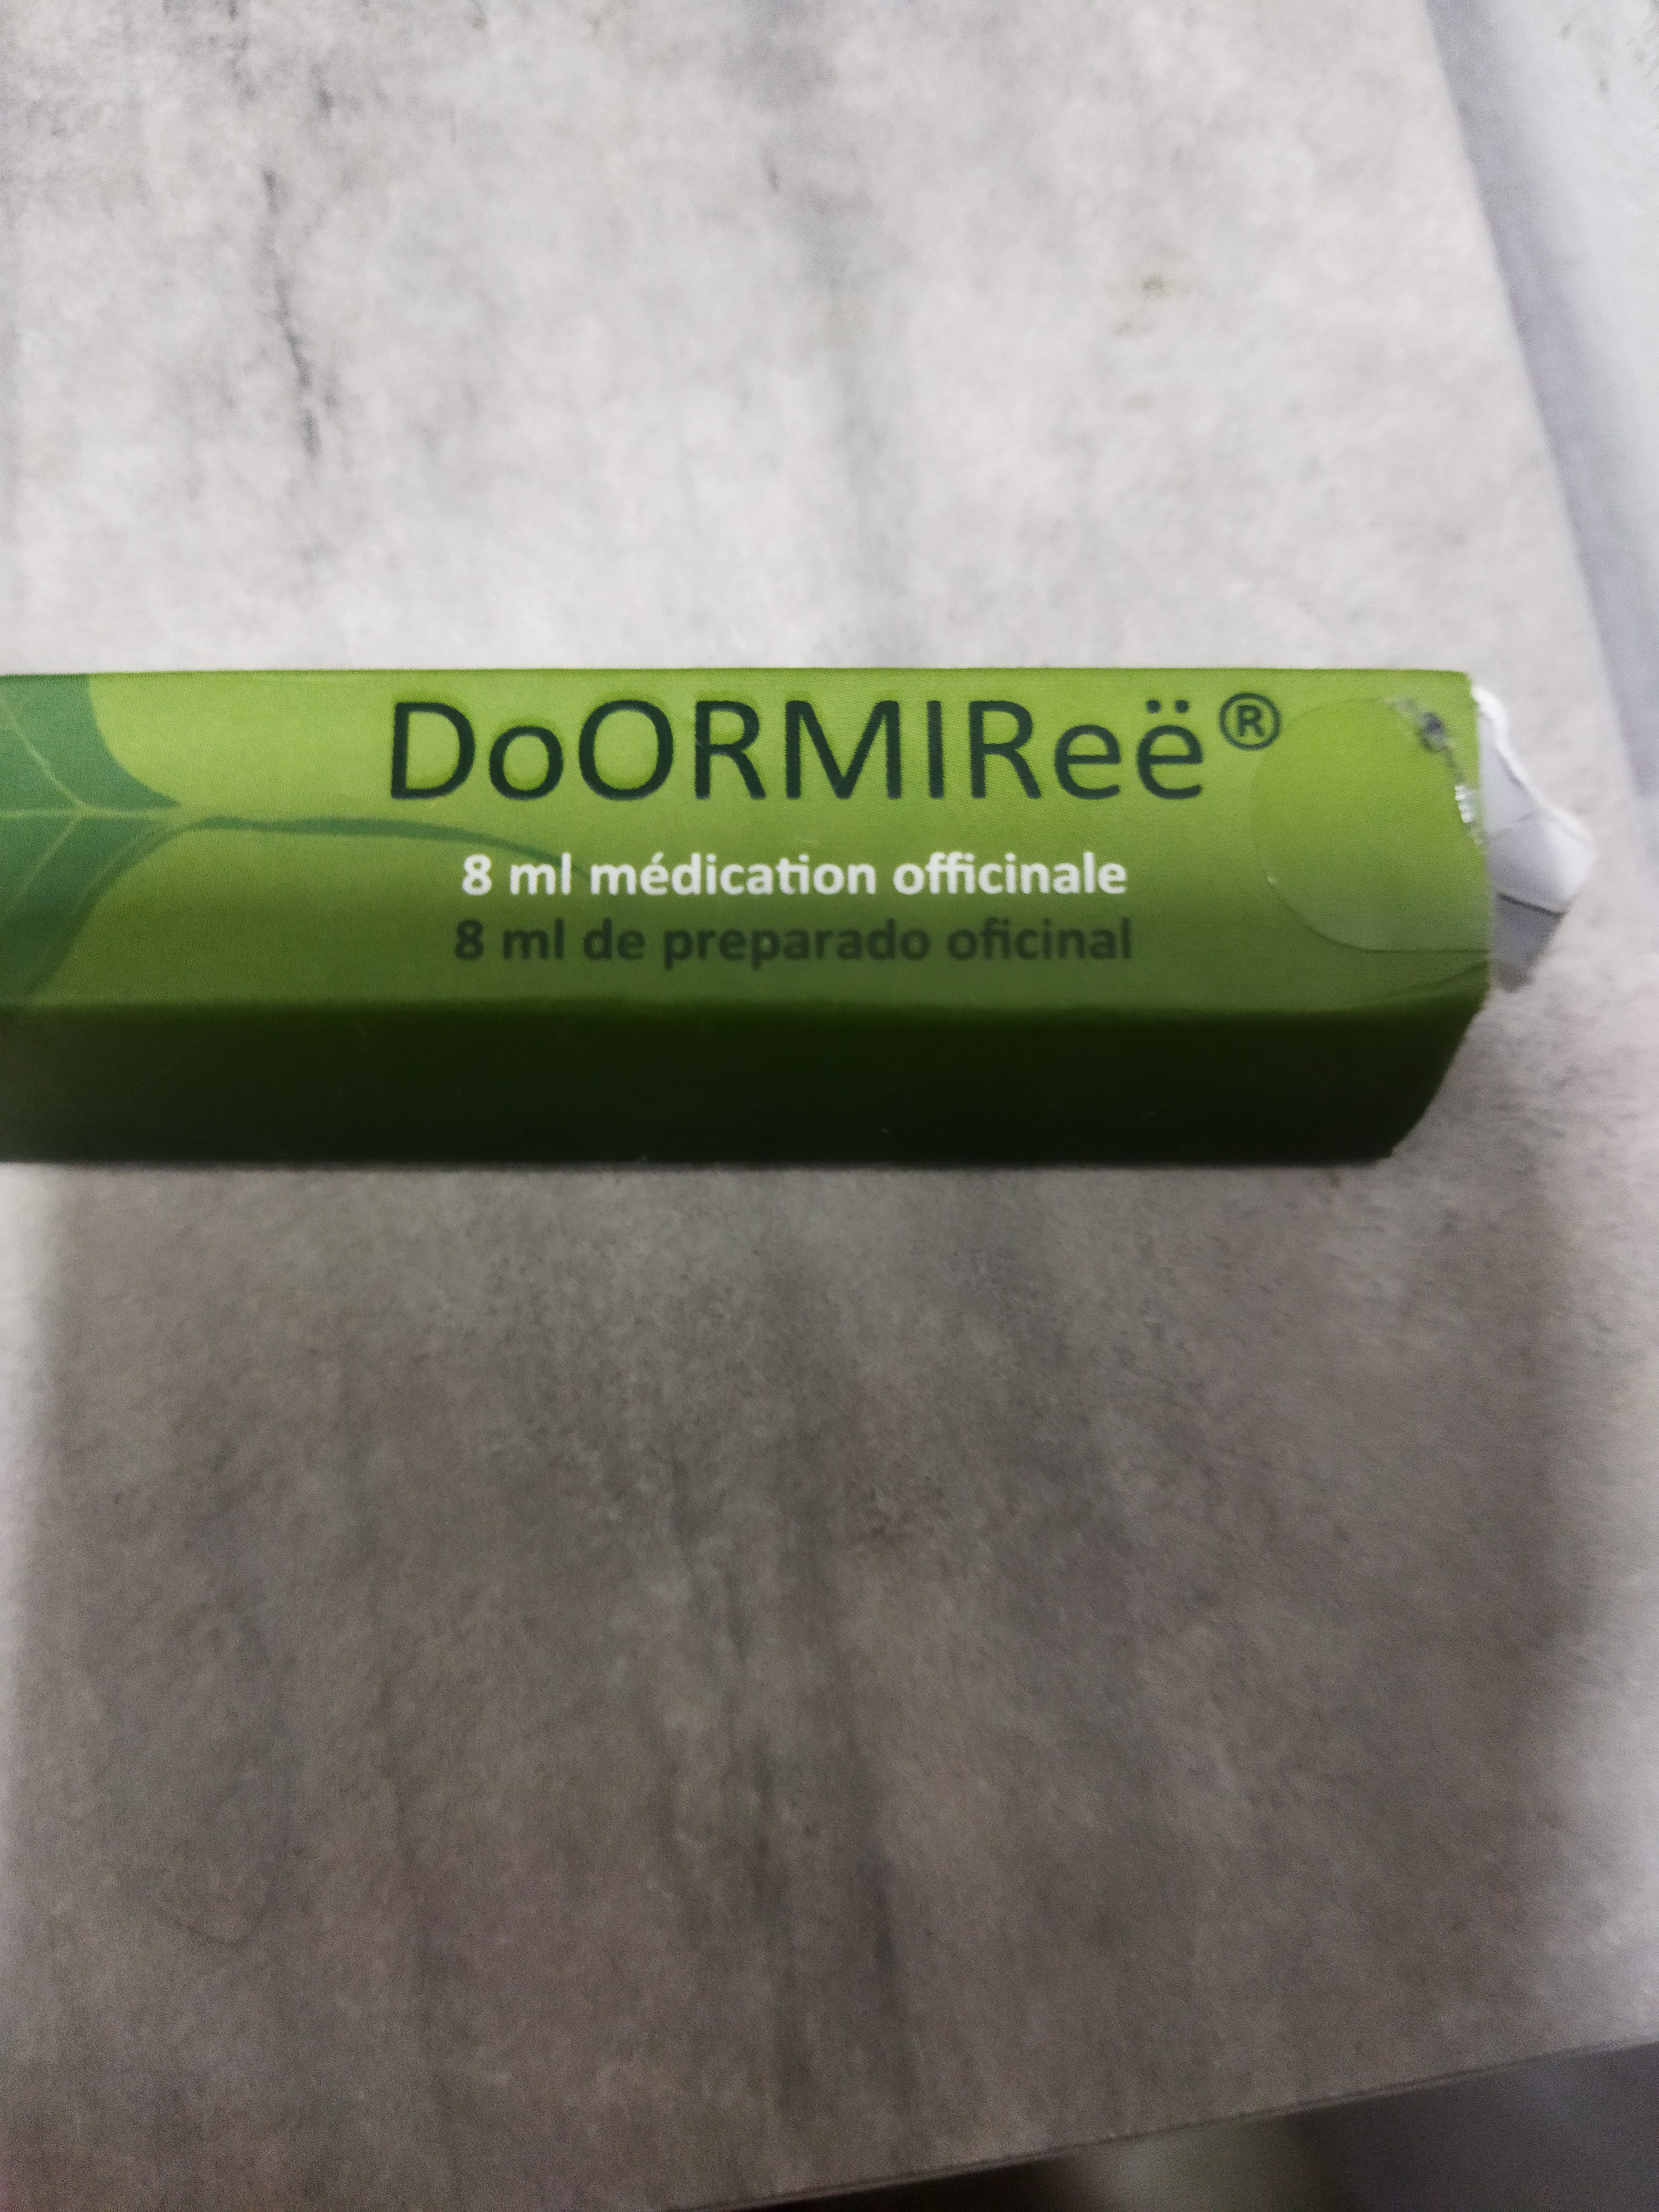 DoORMIReë®
8 ml médication officinale
8 ml de preparado oficinal